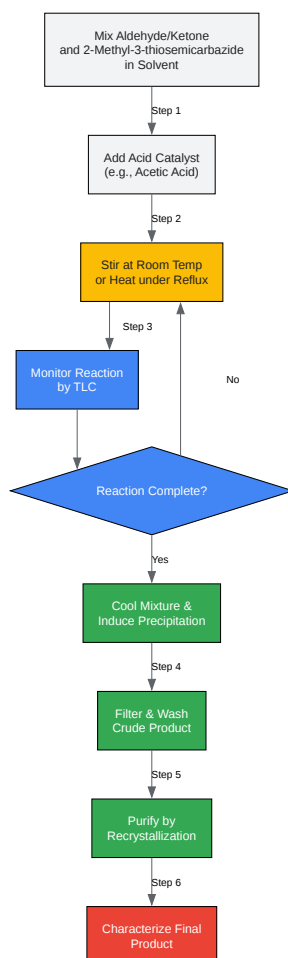 Mix Aldehyde/Ketone
and 2-Methyl-3-thiosemicarbazide
in Solvent
Step 1
Add Acid Catalyst
(e.g., Acetic Acid)
Step 2
Stir at Room Temp
or Heat under Reflux
Step 3
Monitor Reaction
by TLC
No
Reaction Complete?
Yes
Cool Mixture &
Induce Precipitation
Step 4
Filter & Wash
Crude Product
Step 5
Purify by
Recrystallization
Step 6
Characterize Final
Product